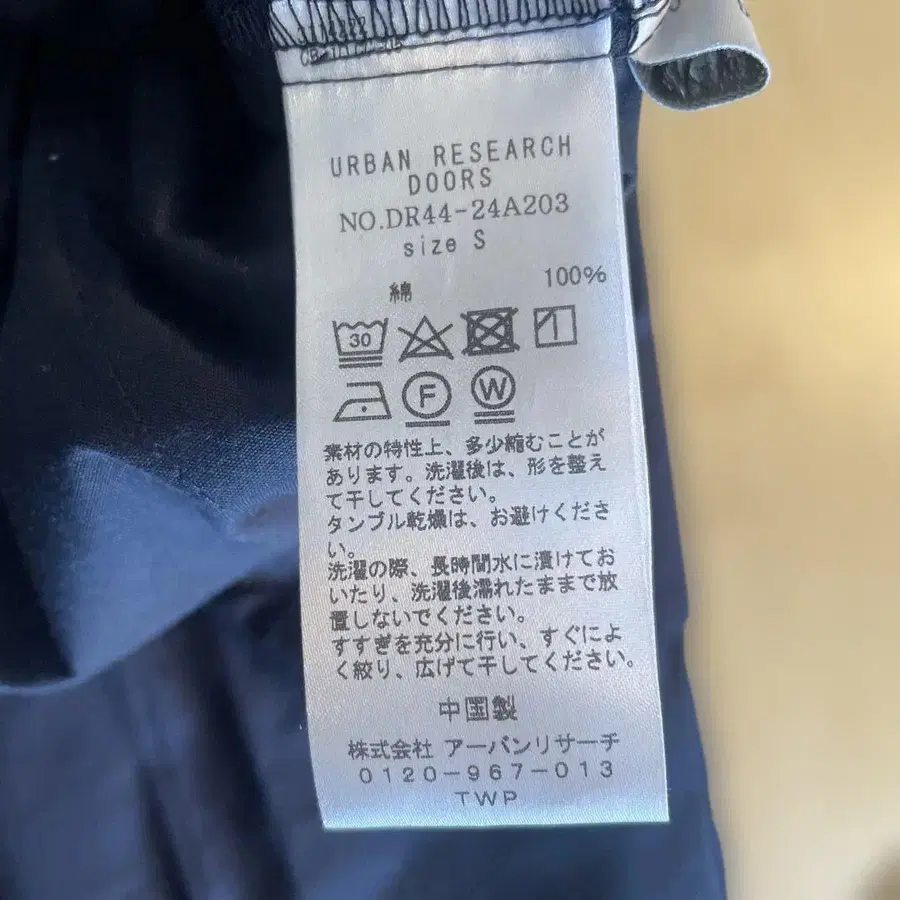 URBAN RESEARCH
DOORS
NO.DR44-24A203
size S
綿 100%
30
F W
素材の特性上、多少縮むことが
あります。洗濯後は、形を整え
て干してください。
タンブル乾燥は、お避けくださ
い。
洗濯の際、長時間水に漬けてお
いたり、洗濯後濡れたままで放
置しないでください。
すすぎを充分に行い、すぐによ
く絞り、広げて干してください。
中国製
株式会社 アーバンリサーチ
0120-967-013
TWP